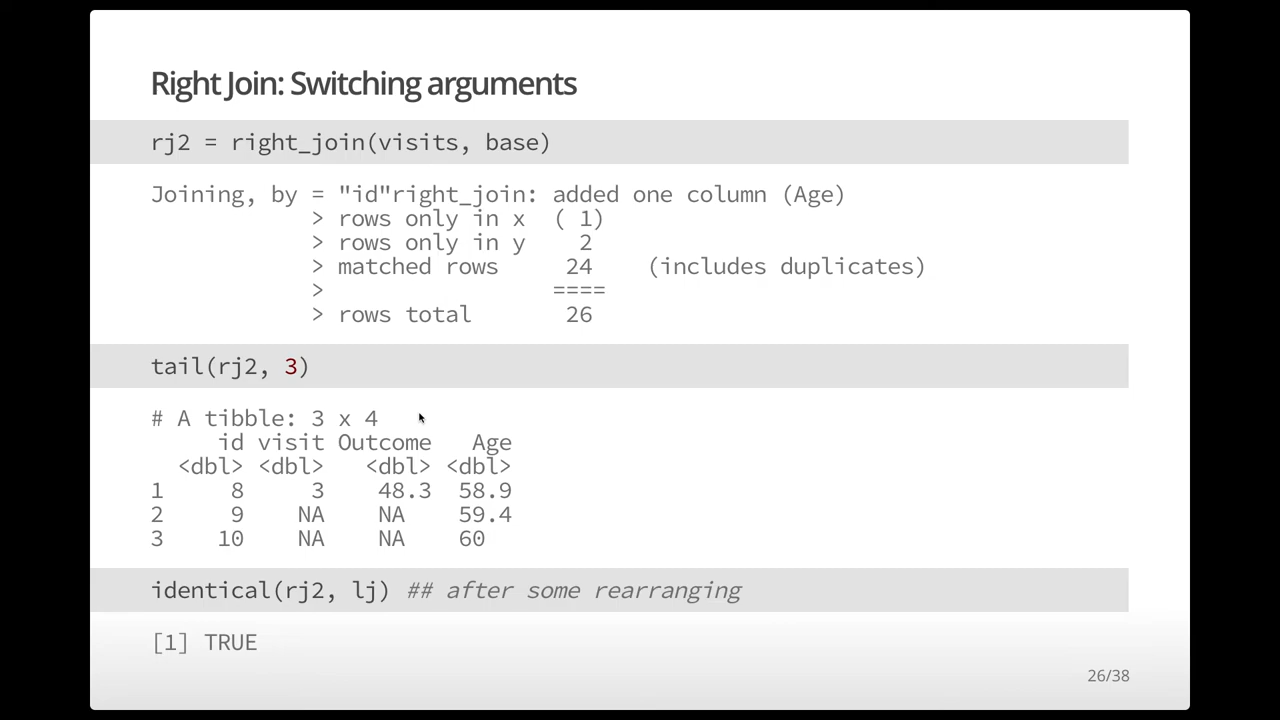 Right Join: Switching arguments
rj2 = right_join(visits, base)
Joining, by = "id"right_join: added one column (Age)
> rows only in x ( 1)
> rows only in y 2
> matched rows 24 (includes duplicates)
> ====
> rows total 26
tail(rj2, 3)
# A tibble: 3 x 4
id visit Outcome Age
<dbl> <dbl> <dbl> <dbl>
1 8 3 48.3 58.9
2 9 NA NA 59.4
3 10 NA NA 60
identical(rj2, lj) ## after some rearranging
[1] TRUE
26/38